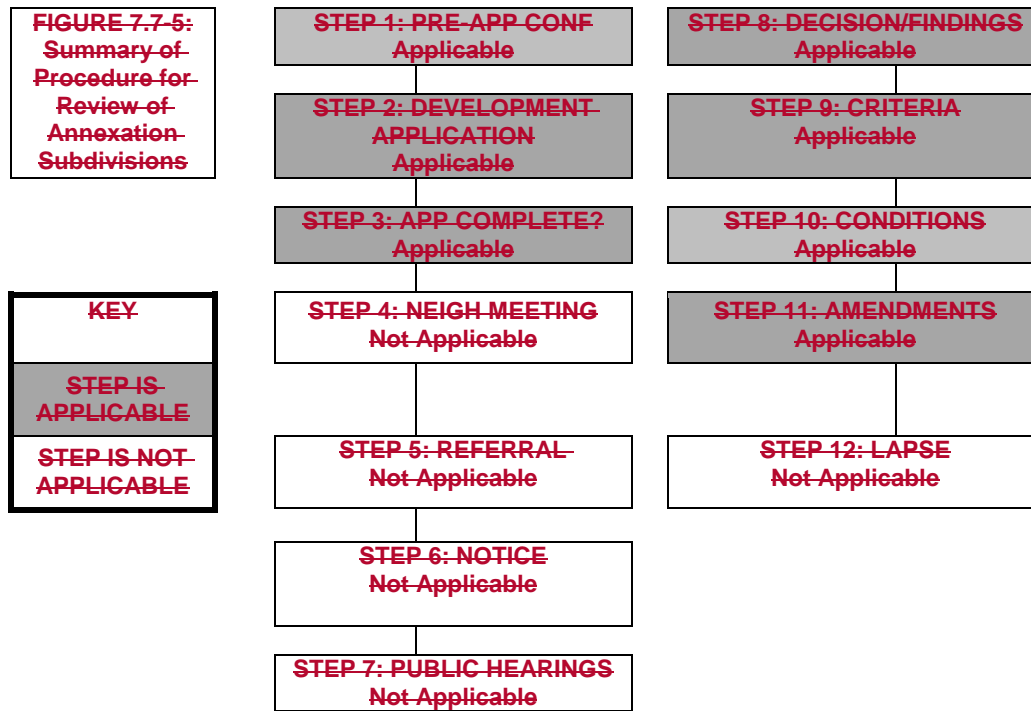 FIGURE 7.7-5:
Summary of
Procedure for
Review of
Annexation
Subdivisions
KEY
STEP IS
APPLICABLE
STEP IS NOT
APPLICABLE
STEP 1: PRE-APP CONF
Applicable
STEP 2: DEVELOPMENT
APPLICATION
Applicable
STEP 3: APP COMPLETE?
Applicable
STEP 4: NEIGH MEETING
Not Applicable
STEP 5: REFERRAL
Not Applicable
STEP 6: NOTICE
Not Applicable
STEP 7: PUBLIC HEARINGS
Not Applicable
STEP 8: DECISION/FINDINGS
Applicable
STEP 9: CRITERIA
Applicable
STEP 10: CONDITIONS
Applicable
STEP 11: AMENDMENTS
Applicable
STEP 12: LAPSE
Not Applicable